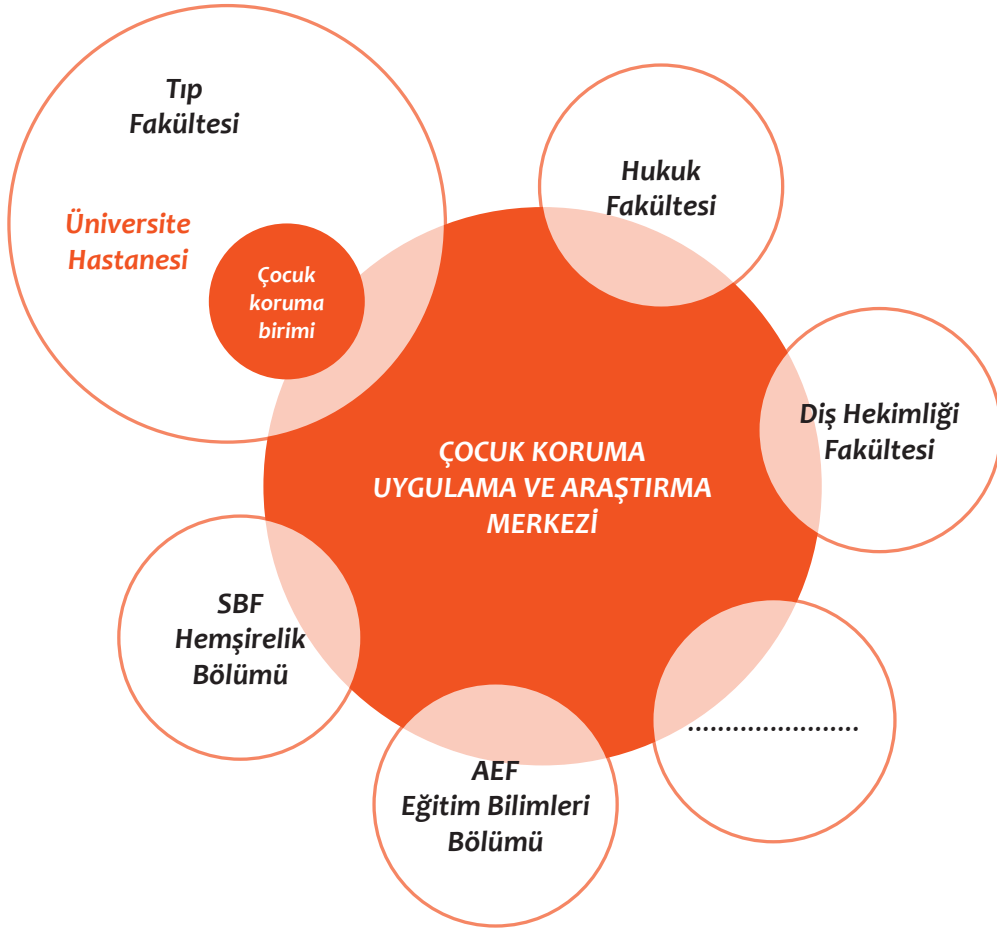 Tıp
Fakültesi
Üniversite
Hastanesi
Çocuk
koruma
birimi
Hukuk
Fakültesi
Diş Hekimliği
Fakültesi
ÇOCUK KORUMA
UYGULAMA VE ARAŞTIRMA
MERKEZİ
SBF
Hemşirelik
Bölümü
AEF
Eğitim Bilimleri
Bölümü
.......................